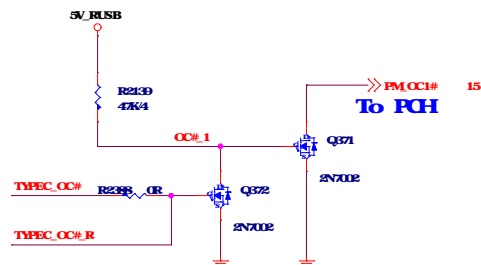 5V_RUSB
R2139
47K/4
PM_OC1# 15
To PCH
OC#_1
Q371
TYPEC_OC#
R2388 0R
Q372
2N7002
2N7002
TYPEC_OC#_R